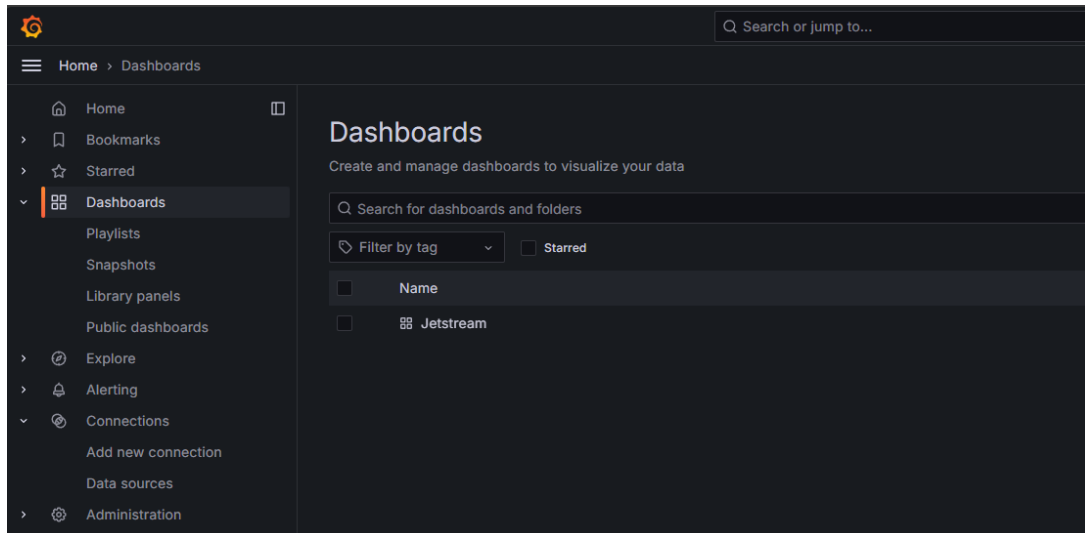 Search or jump to...
Home › Dashboards
Home
Bookmarks
Starred
Dashboards
Playlists
Snapshots
Library panels
Public dashboards
Explore
Alerting
Connections
Add new connection
Data sources
Administration
Dashboards
Create and manage dashboards to visualize your data
Search for dashboards and folders
Filter by tag Starred
Name
Jetstream